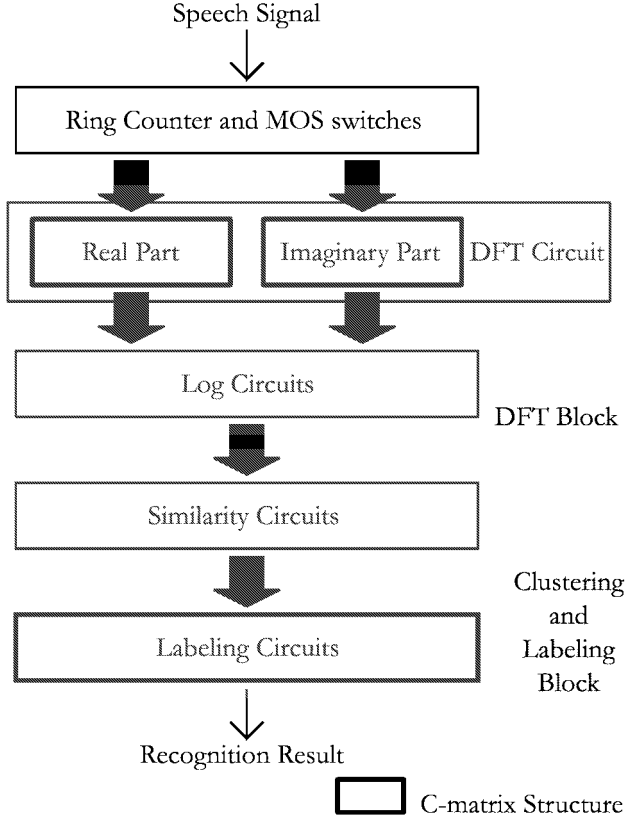 Speech Signal
Ring Counter and MOS switches
Real Part
Imaginary Part
DFT Circuit
Log Circuits
DFT Block
Similarity Circuits
Clustering
and
Labeling
Block
Labeling Circuits
Recognition Result
C-matrix Structure